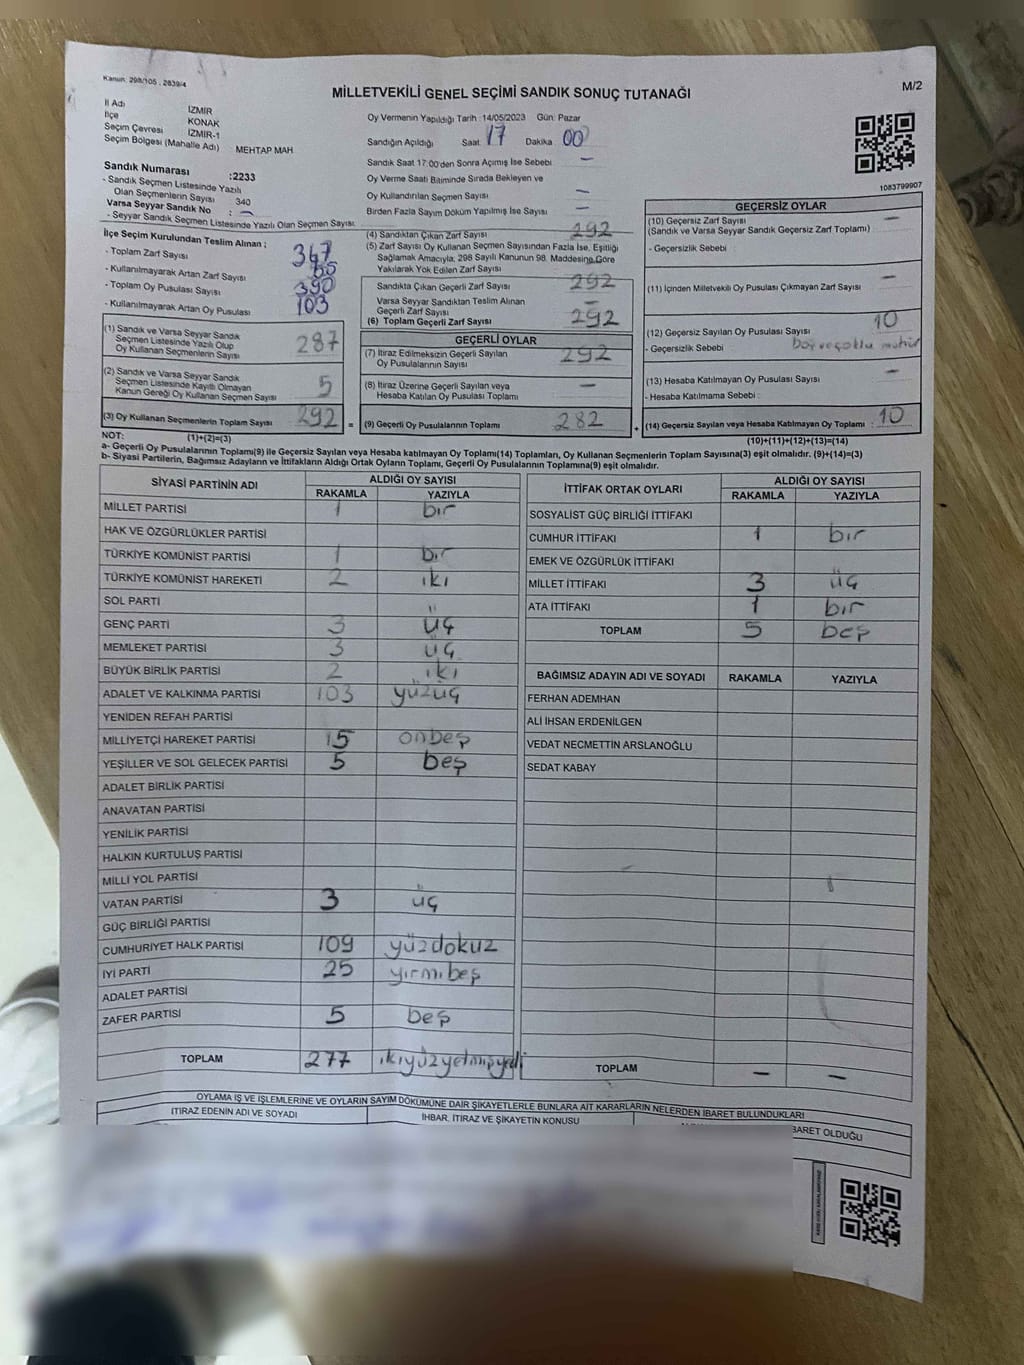 Kanun: 298/105 , 2839/4
M/2
MİLLETVEKİLİ GENEL SEÇİMİ SANDIK SONUÇ TUTANAĞI
İl Adı İZMİR
İlçe KONAK
Seçim Çevresi İZMİR-1
Seçim Bölgesi (Mahalle Adı) MEHTAP MAH.
Oy Vermenin Yapıldığı Tarih : 14/05/2023 Gün: Pazar
Sandığın Açıldığı Saat: 17 Dakika 00
Sandık Saat 17:00'den Sonra Açımış İse Sebebi —
Oy Verme Saati Bitiminde Sırada Bekleyen ve
Oy Kullandırılan Seçmen Sayısı —
Birden Fazla Sayım Döküm Yapılmış İse Sayısı —
Sandık Numarası :2233
- Sandık Seçmen Listesinde Yazılı
Olan Seçmenlerin Sayısı 340
Varsa Seyyar Sandık No : —
- Seyyar Sandık Seçmen Listesinde Yazılı Olan Seçmen Sayısı:
1083799907
İlçe Seçim Kurulundan Teslim Alınan ;
- Toplam Zarf Sayısı 347
- Kullanılmayarak Artan Zarf Sayısı
- Toplam Oy Pusulası Sayısı 390
- Kullanılmayarak Artan Oy Pusulası 103
(1) Sandık ve Varsa Seyyar Sandık
Seçmen Listesinde Yazılı Olup
Oy Kullanan Seçmenlerin Sayısı 287
(2) Sandık ve Varsa Seyyar Sandık
Seçmen Listesinde Kayıtlı Olmayan
Kanun Gereği Oy Kullanan Seçmen Sayısı 5
(3) Oy Kullanan Seçmenlerin Toplam Sayısı 292 =
(4) Sandıktan Çıkan Zarf Sayısı 292
(5) Zarf Sayısı Oy Kullanan Seçmen Sayısından Fazla İse, Eşitliği
Sağlamak Amacıyla, 298 Sayılı Kanunun 98. Maddesine Göre
Yakılarak Yok Edilen Zarf Sayısı
Sandıkta Çıkan Geçerli Zarf Sayısı 292
Varsa Seyyar Sandıktan Teslim Alınan
Geçerli Zarf Sayısı —
(6) Toplam Geçerli Zarf Sayısı 292
GEÇERLİ OYLAR
(7) İtiraz Edilmeksizin Geçerli Sayılan
Oy Pusulalarının Sayısı 292
(8) İtiraz Üzerine Geçerli Sayılan veya
Hesaba Katılan Oy Pusulası Toplamı —
(9) Geçerli Oy Pusulalarının Toplamı 282 +
GEÇERSİZ OYLAR
(10) Geçersiz Zarf Sayısı —
(Sandık ve Varsa Seyyar Sandık Geçersiz Zarf Toplamı)
- Geçersizlik Sebebi :
(11) İçinden Milletvekili Oy Pusulası Çıkmayan Zarf Sayısı —
(12) Geçersiz Sayılan Oy Pusulası Sayısı 10
- Geçersizlik Sebebi boş ve çoklu mühür
(13) Hesaba Katılmayan Oy Pusulası Sayısı —
- Hesaba Katılmama Sebebi :
(14) Geçersiz Sayılan veya Hesaba Katılmayan Oy Toplamı : 10
NOT: (1)+(2)=(3) (10)+(11)+(12)+(13)=(14)
a- Geçerli Oy Pusulalarının Toplamı(9) ile Geçersiz Sayılan veya Hesaba katılmayan Oy Toplamı(14) Toplamları, Oy Kullanan Seçmenlerin Toplam Sayısına(3) eşit olmalıdır. (9)+(14)=(3)
b- Siyasi Partilerin, Bağımsız Adayların ve İttifakların Aldığı Ortak Oyların Toplamı, Geçerli Oy Pusulalarının Toplamına(9) eşit olmalıdır.
SİYASİ PARTİNİN ADI ALDIĞI OY SAYISI
RAKAMLA YAZIYLA
MİLLET PARTİSİ 1 bir
HAK VE ÖZGÜRLÜKLER PARTİSİ
TÜRKİYE KOMÜNİST PARTİSİ 1 bir
TÜRKİYE KOMÜNİST HAREKETİ 2 iki
SOL PARTİ
GENÇ PARTİ 3 üç
MEMLEKET PARTİSİ 3 üç
BÜYÜK BİRLİK PARTİSİ 2 iki
ADALET VE KALKINMA PARTİSİ 103 yüzüç
YENİDEN REFAH PARTİSİ
MİLLİYETÇİ HAREKET PARTİSİ 15 onbeş
YEŞİLLER VE SOL GELECEK PARTİSİ 5 beş
ADALET BİRLİK PARTİSİ
ANAVATAN PARTİSİ
YENİLİK PARTİSİ
HALKIN KURTULUŞ PARTİSİ
MİLLİ YOL PARTİSİ
VATAN PARTİSİ 3 üç
GÜÇ BİRLİĞİ PARTİSİ
CUMHURİYET HALK PARTİSİ 109 yüzdokuz
İYİ PARTİ 25 yirmibeş
ADALET PARTİSİ
ZAFER PARTİSİ 5 beş
TOPLAM 277 ikiyüzyetmişyedi
İTTİFAK ORTAK OYLARI ALDIĞI OY SAYISI
RAKAMLA YAZIYLA
SOSYALİST GÜÇ BİRLİĞİ İTTİFAKI
CUMHUR İTTİFAKI 1 bir
EMEK VE ÖZGÜRLÜK İTTİFAKI
MİLLET İTTİFAKI 3 üç
ATA İTTİFAKI 1 bir
TOPLAM 5 beş
BAĞIMSIZ ADAYIN ADI VE SOYADI RAKAMLA YAZIYLA
FERHAN ADEMHAN
ALİ İHSAN ERDENİLGEN
VEDAT NECMETTİN ARSLANOĞLU
SEDAT KABAY
TOPLAM — —
OYLAMA İŞ VE İŞLEMLERİNE VE OYLARIN SAYIM DÖKÜMÜNE DAİR ŞİKAYETLERLE BUNLARA AİT KARARLARIN NELERDEN İBARET BULUNDUKLARI
İTİRAZ EDENİN ADI VE SOYADI İHBAR, İTİRAZ VE ŞİKAYETİN KONUSU BARET OLDUĞU